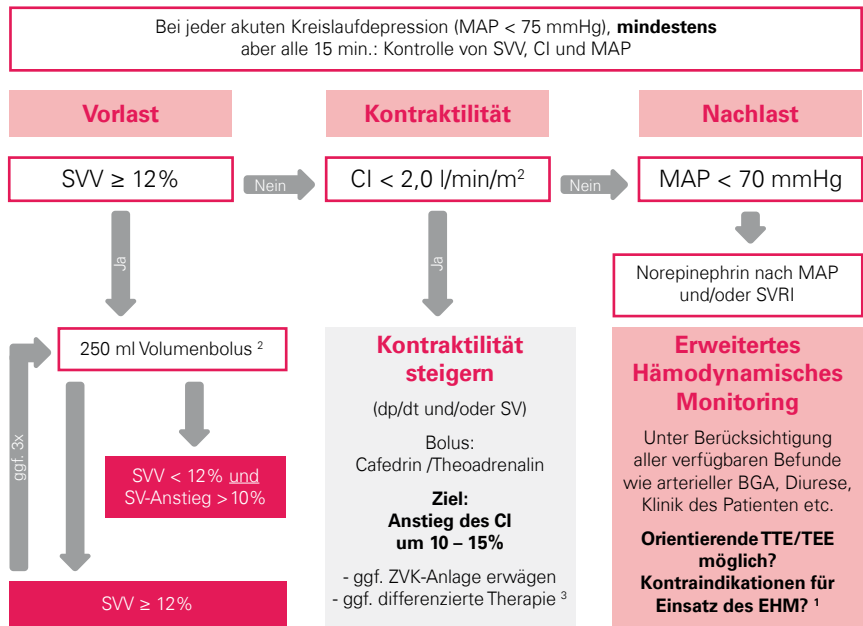 Bei jeder akuten Kreislaufdepression (MAP < 75 mmHg), mindestens
aber alle 15 min.: Kontrolle von SVV, CI und MAP
Vorlast
Kontraktilität
Nachlast
SVV ≥ 12%
Nein
CI < 2,0 l/min/m²
Nein
MAP < 70 mmHg
Ja
Ja
Norepinephrin nach MAP
und/oder SVRI
250 ml Volumenbolus ²
ggf. 3x
SVV < 12% und
SV-Anstieg > 10%
SVV ≥ 12%
Kontraktilität
steigern
(dp/dt und/oder SV)
Bolus:
Cafedrin /Theoadrenalin
Ziel:
Anstieg des CI
um 10 – 15%
- ggf. ZVK-Anlage erwägen
- ggf. differenzierte Therapie ³
Erweitertes
Hämodynamisches
Monitoring
Unter Berücksichtigung
aller verfügbaren Befunde
wie arterieller BGA, Diurese,
Klinik des Patienten etc.
Orientierende TTE/TEE
möglich?
Kontraindikationen für
Einsatz des EHM? ¹